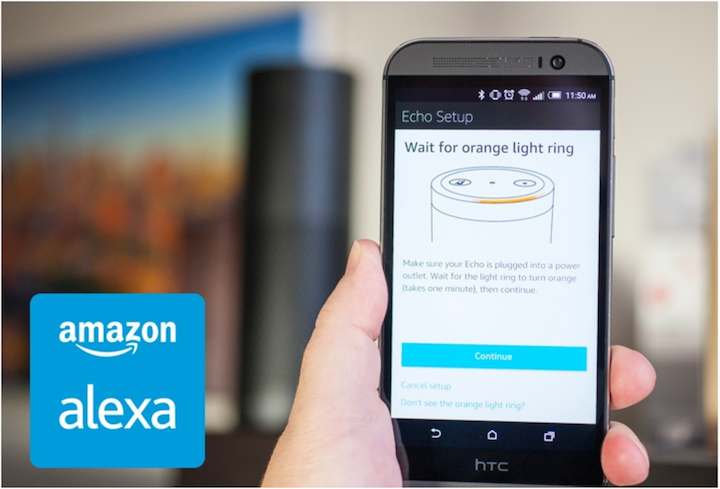 11:50 AM
Echo Setup
Wait for orange light ring
Make sure your Echo is plugged into a power
outlet. Wait for the light ring to turn orange
(takes one minute), then continue.
Continue
Cancel setup
Don't see the orange light ring?
hTC
amazon
alexa